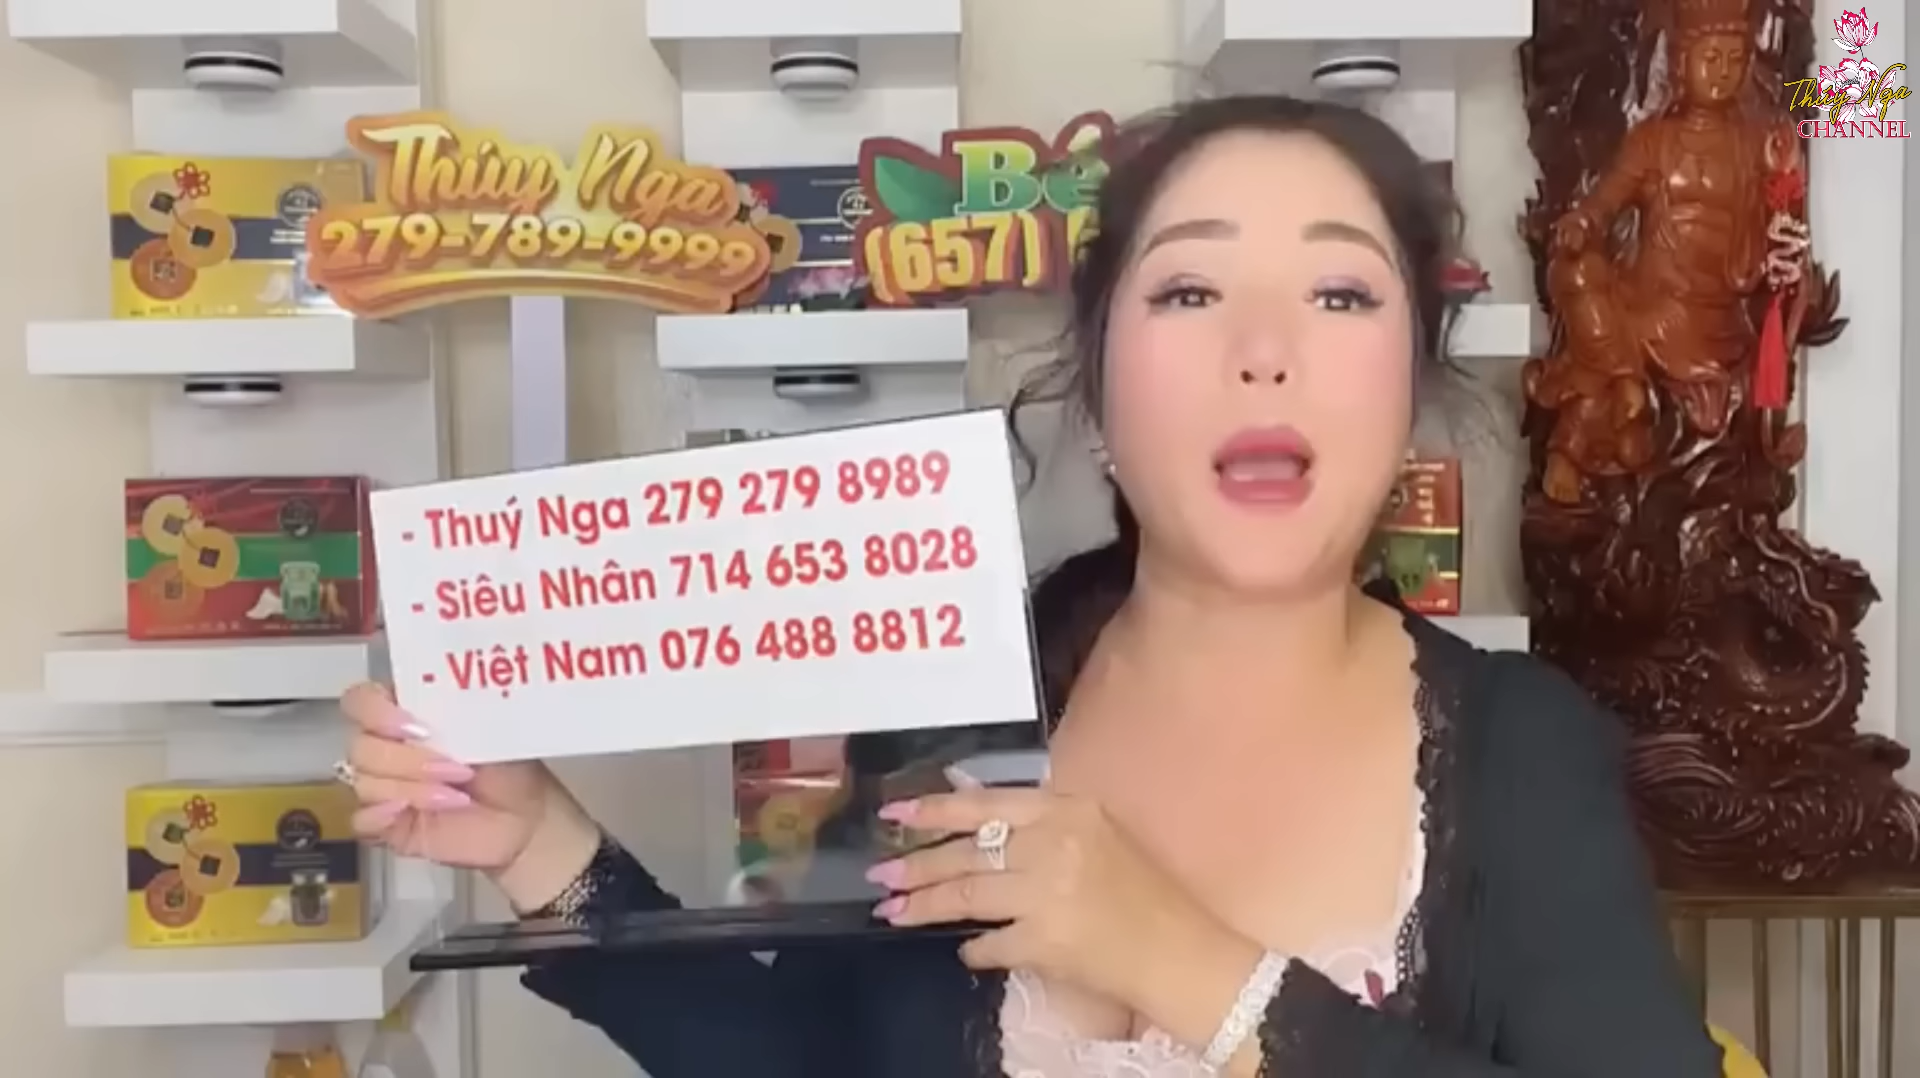 Thúy Nga
CHANNEL
Thúy Nga
279-789-9999
Bé
(657)
- Thuý Nga 279 279 8989
- Siêu Nhân 714 653 8028
- Việt Nam 076 488 8812